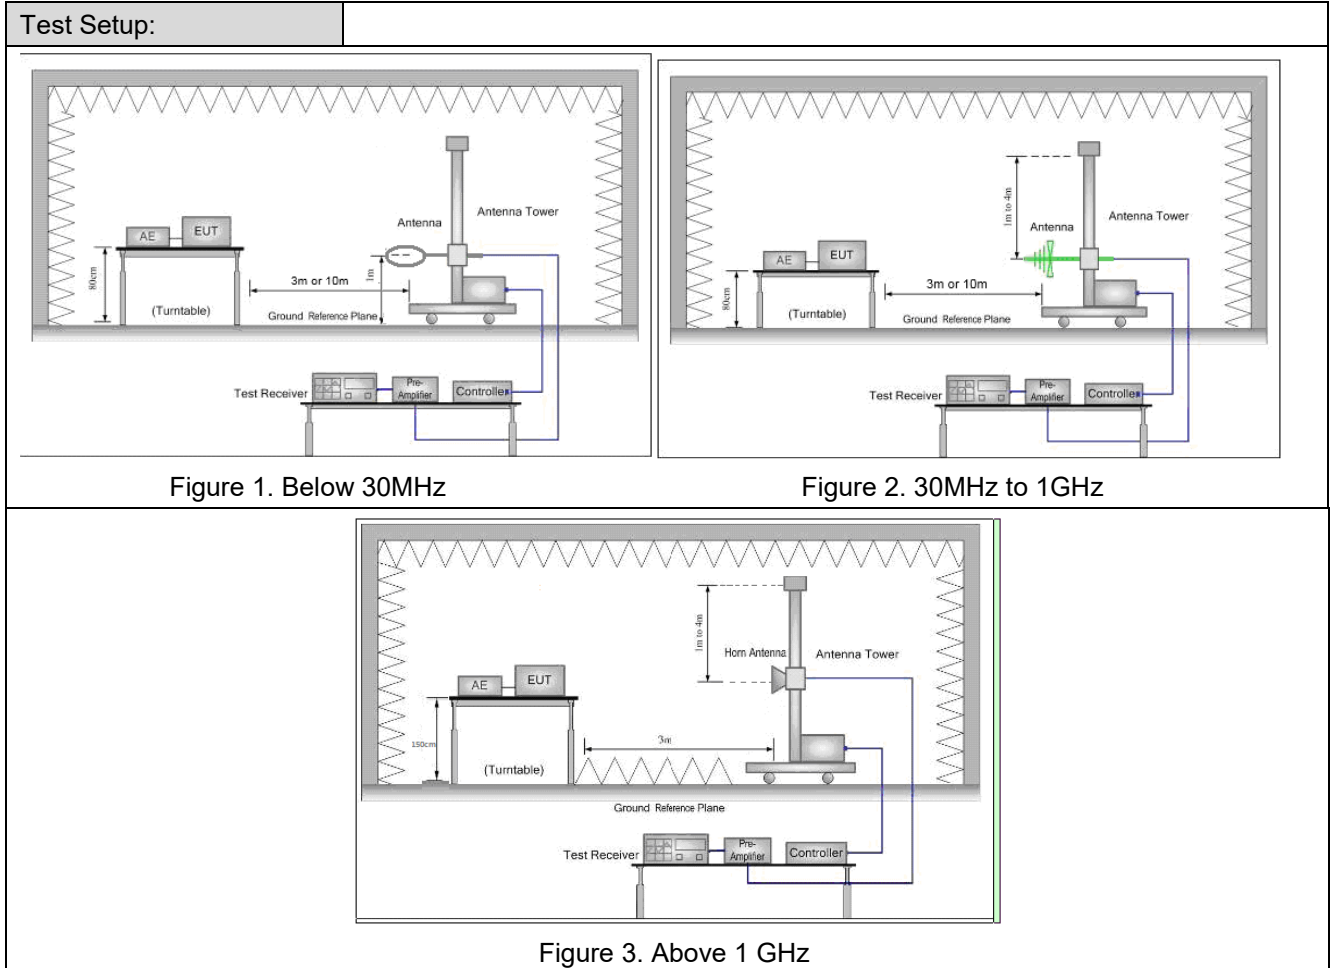 Test Setup:
AE
EUT
80cm
(Turntable)
3m or 10m
Ground Reference Plane
Antenna
1m
Antenna Tower
Test Receiver
Pre-
Amplifier
Controller
Figure 1. Below 30MHz
AE
EUT
80cm
(Turntable)
3m or 10m
Ground Reference Plane
1m to 4m
Antenna
Antenna Tower
Test Receiver
Pre-
Amplifier
Controller
Figure 2. 30MHz to 1GHz
AE
EUT
150cm
(Turntable)
3m
1m to 4m
Horn Antenna
Antenna Tower
Ground Reference Plane
Test Receiver
Pre-
Amplifier
Controller
Figure 3. Above 1 GHz